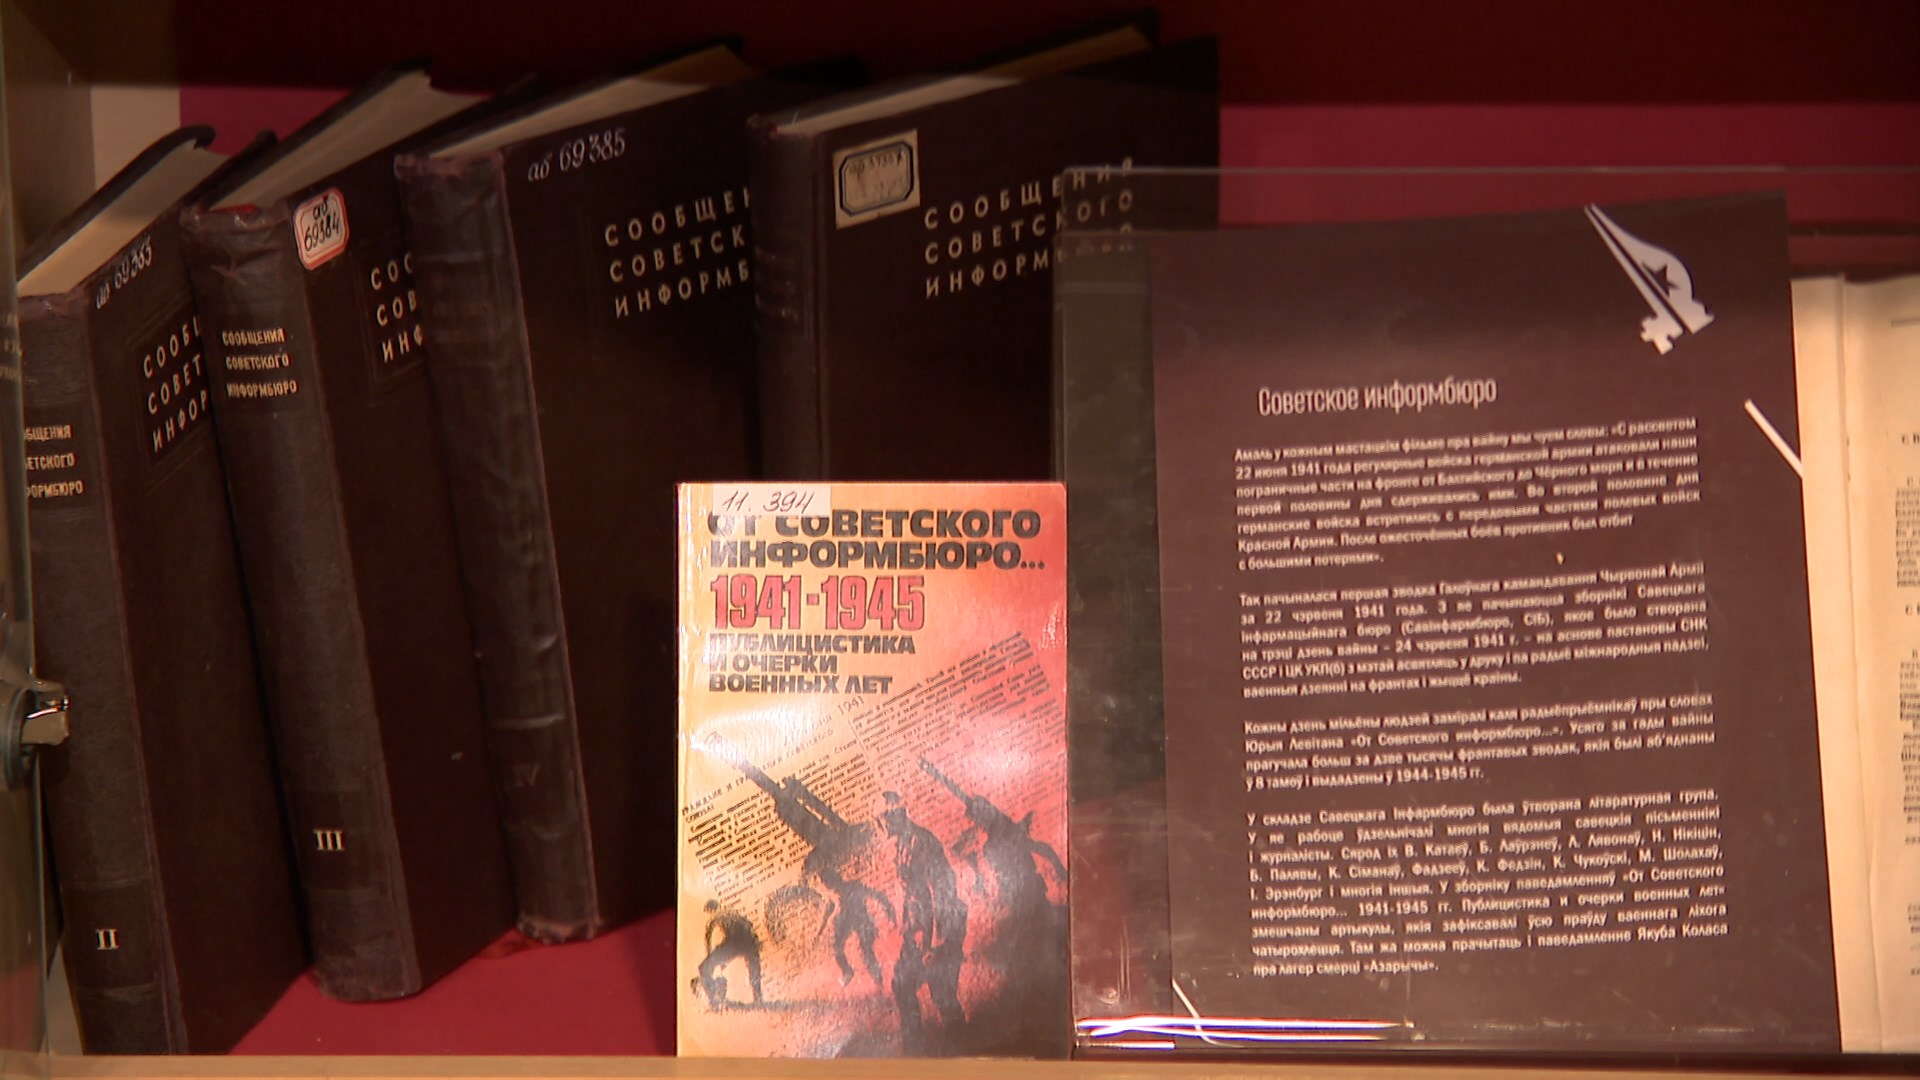 аб 69383
СООБЩ
СОВЕТ
ИНФОР
ОБЩЕНИЯ
ЕТСКОГО
ФОРМБЮРО
II
аб
69384
СОО
СОВ
ИНФ
СООБЩЕНИЯ
СОВЕТСКОГО
ИНФОРМБЮРО
III
аб 69385
СООБЩЕН
СОВЕТСК
ИНФОРМБ
IV
СООБЩЕНИЯ
СОВЕТСКОГО
ИНФОРМБЮРО
11. 394
ОТ СОВЕТСКОГО
ИНФОРМБЮРО...
1941-1945
ПУБЛИЦИСТИКА
И ОЧЕРКИ
ВОЕННЫХ ЛЕТ
Советское информбюро
Амаль у кожным мастацкім фільме пра вайну мы чуем словы: «С рассветом
22 июня 1941 года регулярные войска германской армии атаковали наши
пограничные части на фронте от Балтийского до Чёрного моря и в течение
первой половины дня сдерживались ими. Во второй половине дня
германские войска встретились с передовыми частями полевых войск
Красной Армии. После ожесточённых боёв противник был отбит
с большими потерями».
Так пачыналася першая зводка Галоўнага камандавання Чырвонай Арміі
за 22 чэрвеня 1941 года. З яе пачынаюцца зборнікі Савецкага
інфармацыйнага бюро (Савінфармбюро, СІБ), якое было створана
на трэці дзень вайны – 24 чэрвеня 1941 г. – на аснове пастановы СНК
СССР і ЦК УКП(б) з мэтай асвятляць у друку і па радыё міжнародныя падзеі,
ваенныя дзеянні на франтах і жыццё краіны.
Кожны дзень мільёны людзей заміралі каля радыёпрыёмнікаў пры словах
Юрыя Левітана «От Советского информбюро...». Усяго за гады вайны
прагучала больш за дзве тысячы франтавых зводак, якія былі аб'яднаны
ў 8 тамоў і выдадзены ў 1944-1945 гг.
У складзе Савецкага Інфармбюро была ўтворана літаратурная група.
У яе рабоце ўдзельнічалі многія вядомыя савецкія пісьменнікі
і журналісты. Сярод іх В. Катаеў, Б. Лаўрэнёў, Л. Лявонаў, Н. Нікіцін,
Б. Палявы, К. Сіманаў, Фадзееў, К. Федзін, К. Чукоўскі, М. Шолахаў,
І. Эрэнбург і многія іншыя. У зборніку паведамленняў «От Советского
информбюро... 1941-1945 гг. Публицистика и очерки военных лет»
змешчаны артыкулы, якія зафіксавалі ўсю праўду ваеннага ліхога
чатырохлецця. Там жа можна прачытаць і паведамленне Якуба Коласа
пра лагер смерці «Азарычы».